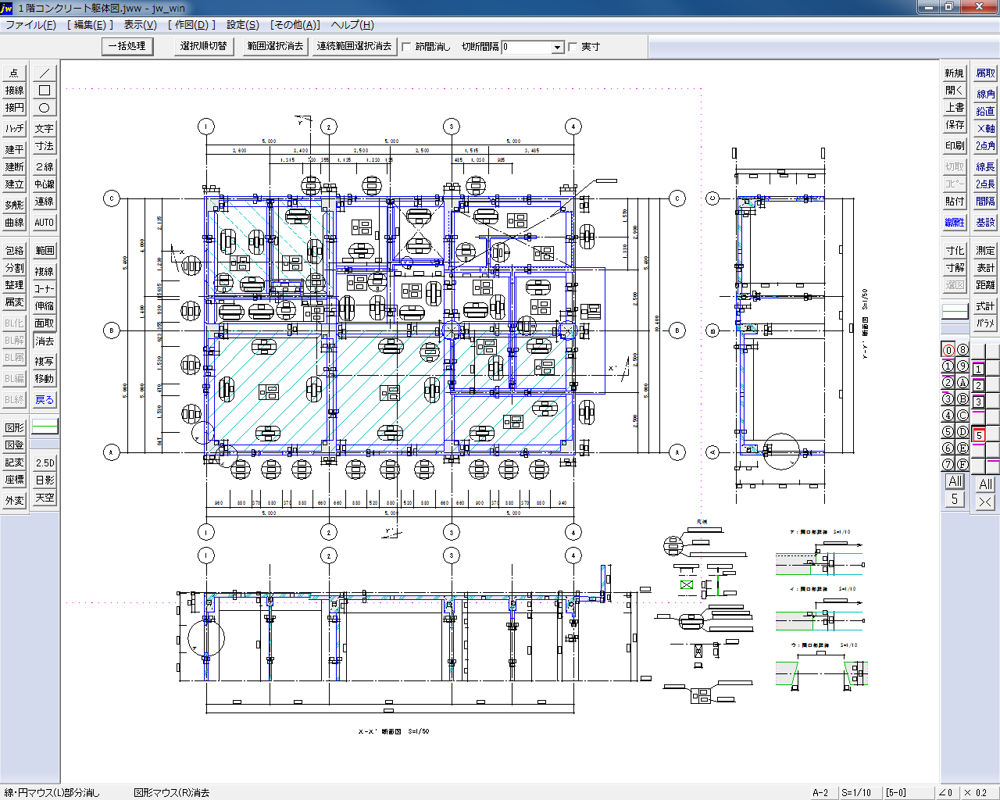 1階コンクリート躯体図.jww - jw_win
ファイル(F) [ 編集(E) ] 表示(V) [ 作図(D) ] 設定(S) [その他(A)] ヘルプ(H)
一括処理 選択順切替 範囲選択消去 連続範囲選択消去 節間消し 切断間隔 0 実寸
点
接線
接円
ハッチ
建平
建断
建立
多角形
曲線
包絡
分割
整理
属変
BL化
BL解
BL属
BL編
BL終
図形
図登
記変
座標
外変
文字
寸法
2線
中心線
連線
AUTO
範囲
複線
コーナー
伸縮
面取
消去
複写
移動
戻る
2.5D
日影
天空
1 2 3 4
5,000 5,000 5,000
2,600 2,400 2,500 2,500 1,515 3,485
1,315 730 355 1,135 1,230 135 485 1,030 985
C C C
B B B
A A A
X X'
Y
Y'
960 880 370 880 370 880 660 660 880 520 880 520 880 660 660 900 370 880 370 880 940
5,000 5,000 5,000
1 2 3 4
1 2 3 4
X-X' 断面図 S=1/50
Y-Y' 断面図 S=1/50
凡例
ア：開口部詳細 S=1/10
イ：開口部詳細 S=1/10
ウ：開口部詳細 S=1/10
新規
開く
上書
保存
印刷
切取
コピー
貼付
線属性
寸化
寸解
選図
属取
線角
鉛直
X軸
2点角
線長
2点長
間隔
基設
測定
表計
距離
式計
パラメ
0 8
1 9
2 A
3 B
4 C
5 D
6 E
7 F
All
5
1
2
3
5
All
線・円マウス(L)部分消し 図形マウス(R)消去
A-2 S=1/10 [5-0] ∠0 × 0.2